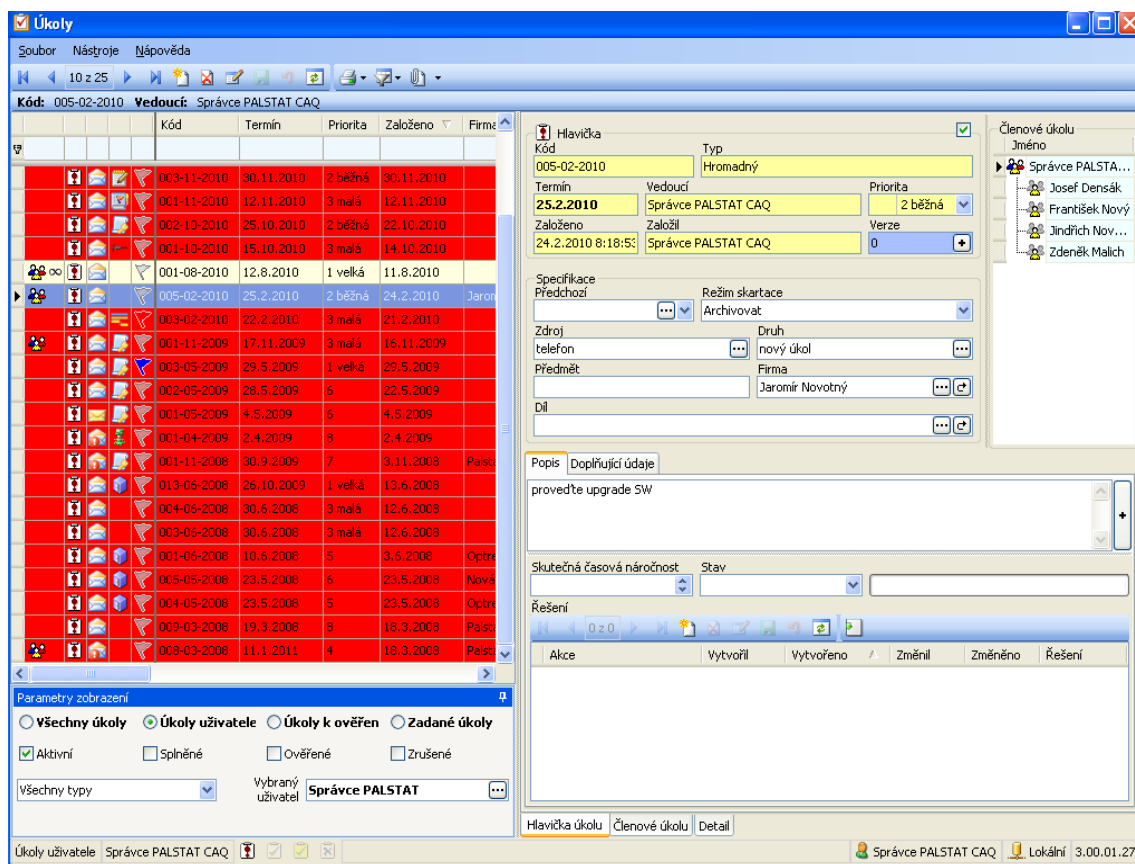 Úkoly
Soubor Nástroje Nápověda
10 z 25
Kód: 005-02-2010 Vedoucí: Správce PALSTAT CAQ
Kód Termín Priorita Založeno Firma
003-11-2010 30.11.2010 2 běžná 30.11.2010
001-11-2010 12.11.2010 3 malá 12.11.2010
002-10-2010 25.10.2010 2 běžná 22.10.2010
001-10-2010 15.10.2010 3 malá 14.10.2010
001-08-2010 12.8.2010 1 velká 11.8.2010
005-02-2010 25.2.2010 2 běžná 24.2.2010 Jarom
003-02-2010 22.2.2010 3 malá 21.2.2010
001-11-2009 17.11.2009 3 malá 16.11.2009
003-05-2009 29.5.2009 1 velká 29.5.2009
002-05-2009 28.5.2009 6 22.5.2009
001-05-2009 4.5.2009 6 4.5.2009
001-04-2009 2.4.2009 8 2.4.2009
001-11-2008 30.9.2009 7 3.11.2008 Palsta
013-06-2008 26.10.2009 1 velká 13.6.2008
004-06-2008 30.6.2008 3 malá 12.6.2008
003-06-2008 30.6.2008 3 malá 12.6.2008
001-06-2008 10.6.2008 5 3.6.2008 Optre
005-05-2008 23.5.2008 6 23.5.2008 Nová
004-05-2008 23.5.2008 5 23.5.2008 Optre
009-03-2008 19.3.2008 8 18.3.2008 Palsta
008-03-2008 11.1.2011 4 18.3.2008 Palsta
Parametry zobrazení
Všechny úkoly Úkoly uživatele Úkoly k ověřen Zadané úkoly
Aktivní Splněné Ověřené Zrušené
Všechny typy Vybraný uživatel Správce PALSTAT
Hlavička
Kód Typ
005-02-2010 Hromadný
Termín Vedoucí Priorita
25.2.2010 Správce PALSTAT CAQ 2 běžná
Založeno Založil Verze
24.2.2010 8:18:53 Správce PALSTAT CAQ 0
Specifikace
Předchozí Režim skartace
Archivovat
Zdroj Druh
telefon nový úkol
Předmět Firma
Jaromír Novotný
Díl
Členové úkolu
Jméno
Správce PALSTA...
Josef Densák
František Nový
Jindřich Nov...
Zdeněk Malich
Popis Doplňující údaje
proveďte upgrade SW
Skutečná časová náročnost Stav
Řešení
0 z 0
Akce Vytvořil Vytvořeno Změnil Změněno Řešení
Hlavička úkolu Členové úkolu Detail
Úkoly uživatele Správce PALSTAT CAQ Správce PALSTAT CAQ Lokální 3.00.01.27